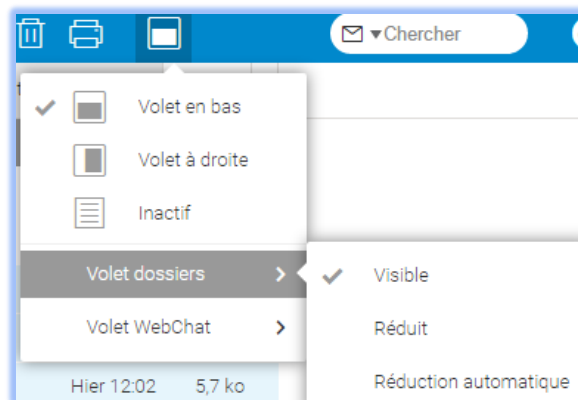 Chercher
Volet en bas
Volet à droite
Inactif
Volet dossiers
Visible
Volet WebChat
Réduit
Réduction automatique
Hier 12:02 5,7 ko